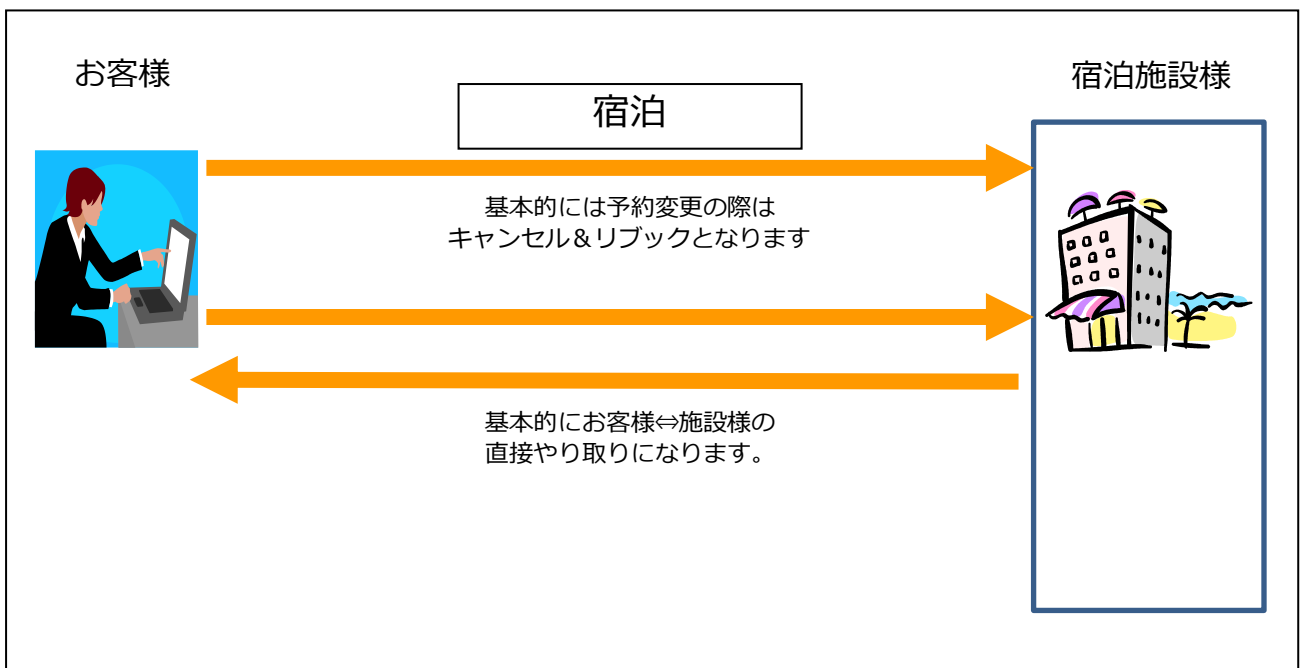 お客様
宿泊施設様
宿泊
基本的には予約変更の際は
キャンセル＆リブックとなります
基本的にお客様⇔施設様の
直接やり取りになります。